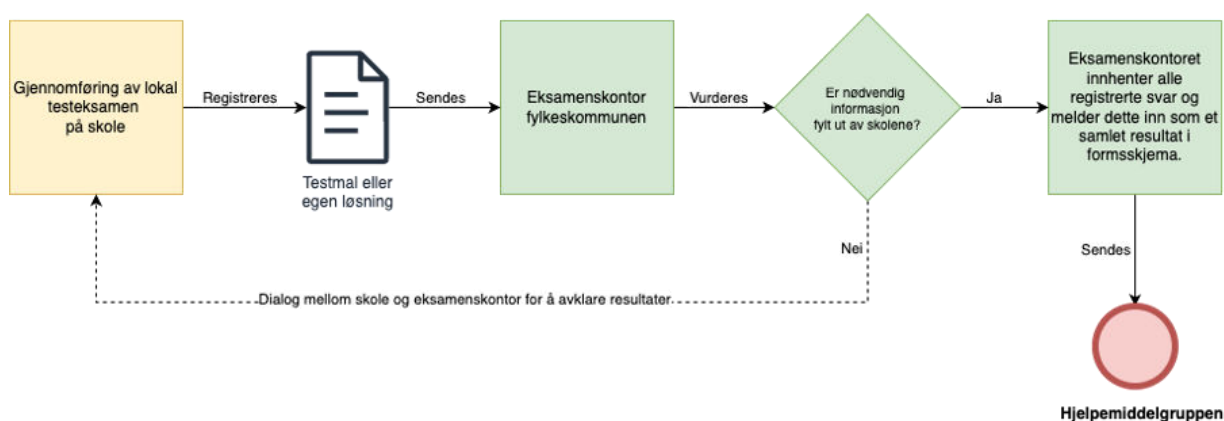 Gjennomføring av lokal
testeksamen
på skole
Registreres
Testmal eller
egen løsning
Sendes
Eksamenskontor
fylkeskommunen
Vurderes
Er nødvendig
informasjon
fylt ut av skolene?
Ja
Eksamenskontoret
innhenter alle
registrerte svar og
melder dette inn som et
samlet resultat i
formsskjema.
Nei
Dialog mellom skole og eksamenskontor for å avklare resultater
Sendes
Hjelpemiddelgruppen